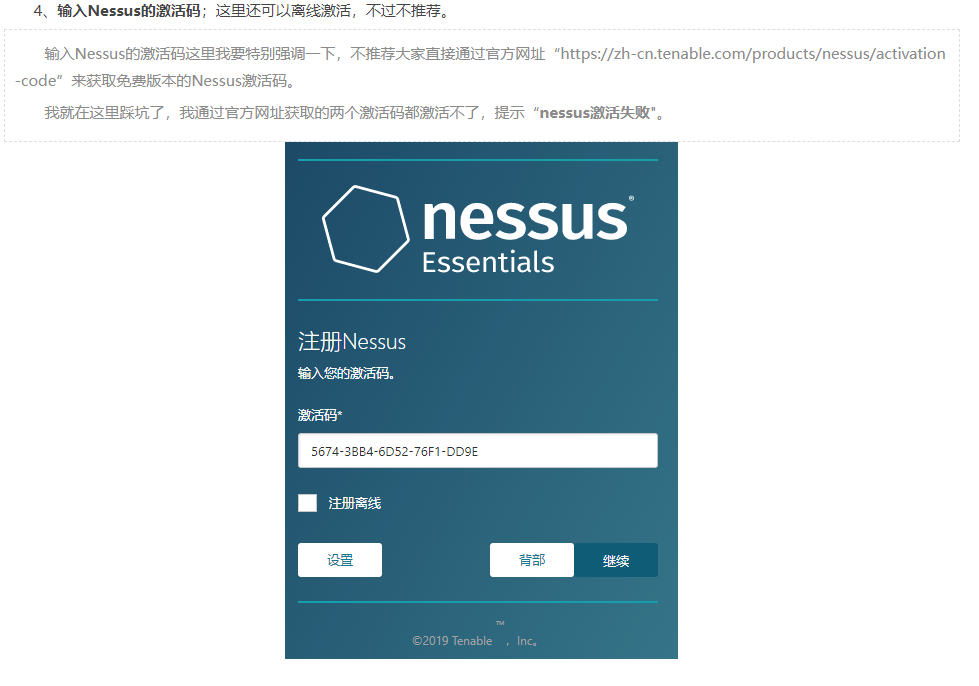 4、输入Nessus的激活码；这里还可以离线激活，不过不推荐。
输入Nessus的激活码这里我要特别强调一下，不推荐大家直接通过官方网址“https://zh-cn.tenable.com/products/nessus/activation
-code”来获取免费版本的Nessus激活码。
我就在这里踩坑了，我通过官方网址获取的两个激活码都激活不了，提示“nessus激活失败"。
nessus®
Essentials
注册Nessus
输入您的激活码。
激活码*
5674-3BB4-6D52-76F1-DD9E
注册离线
设置
背部
继续
©2019 Tenable™，Inc。